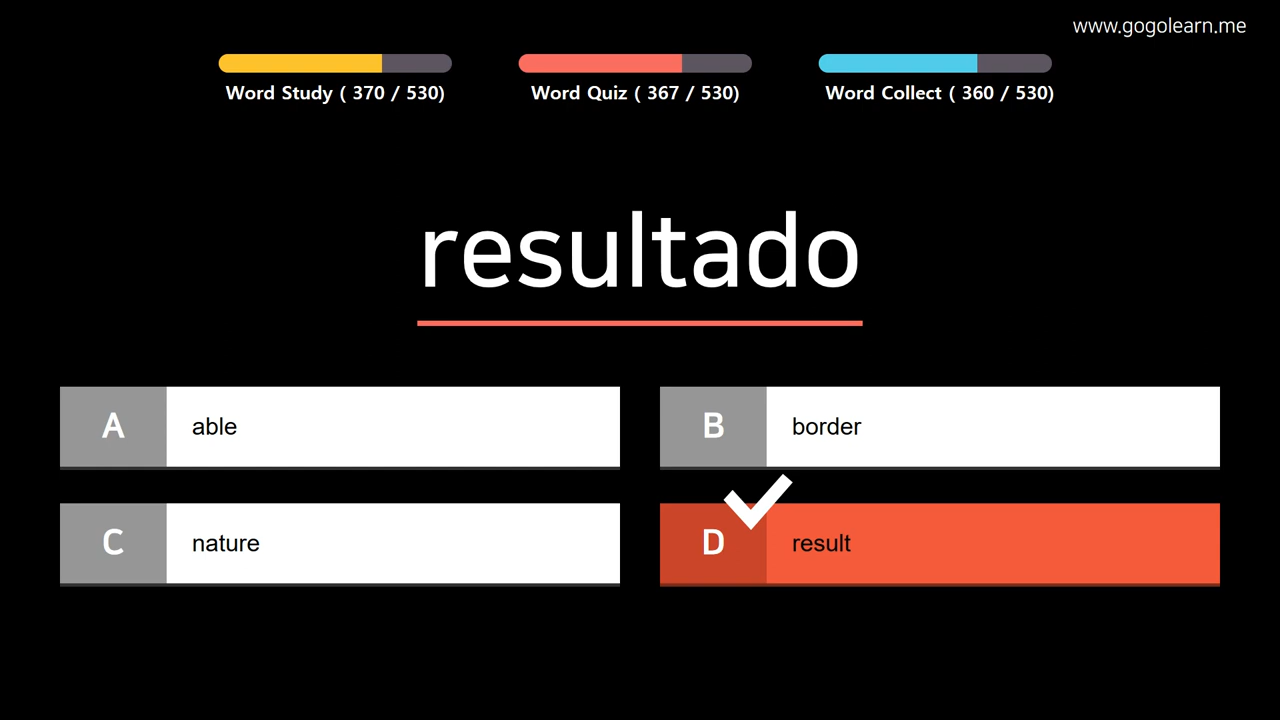 www.gogolearn.me
Word Study ( 370 / 530)
Word Quiz ( 367 / 530)
Word Collect ( 360 / 530)
resultado
A able
B border
C nature
D result